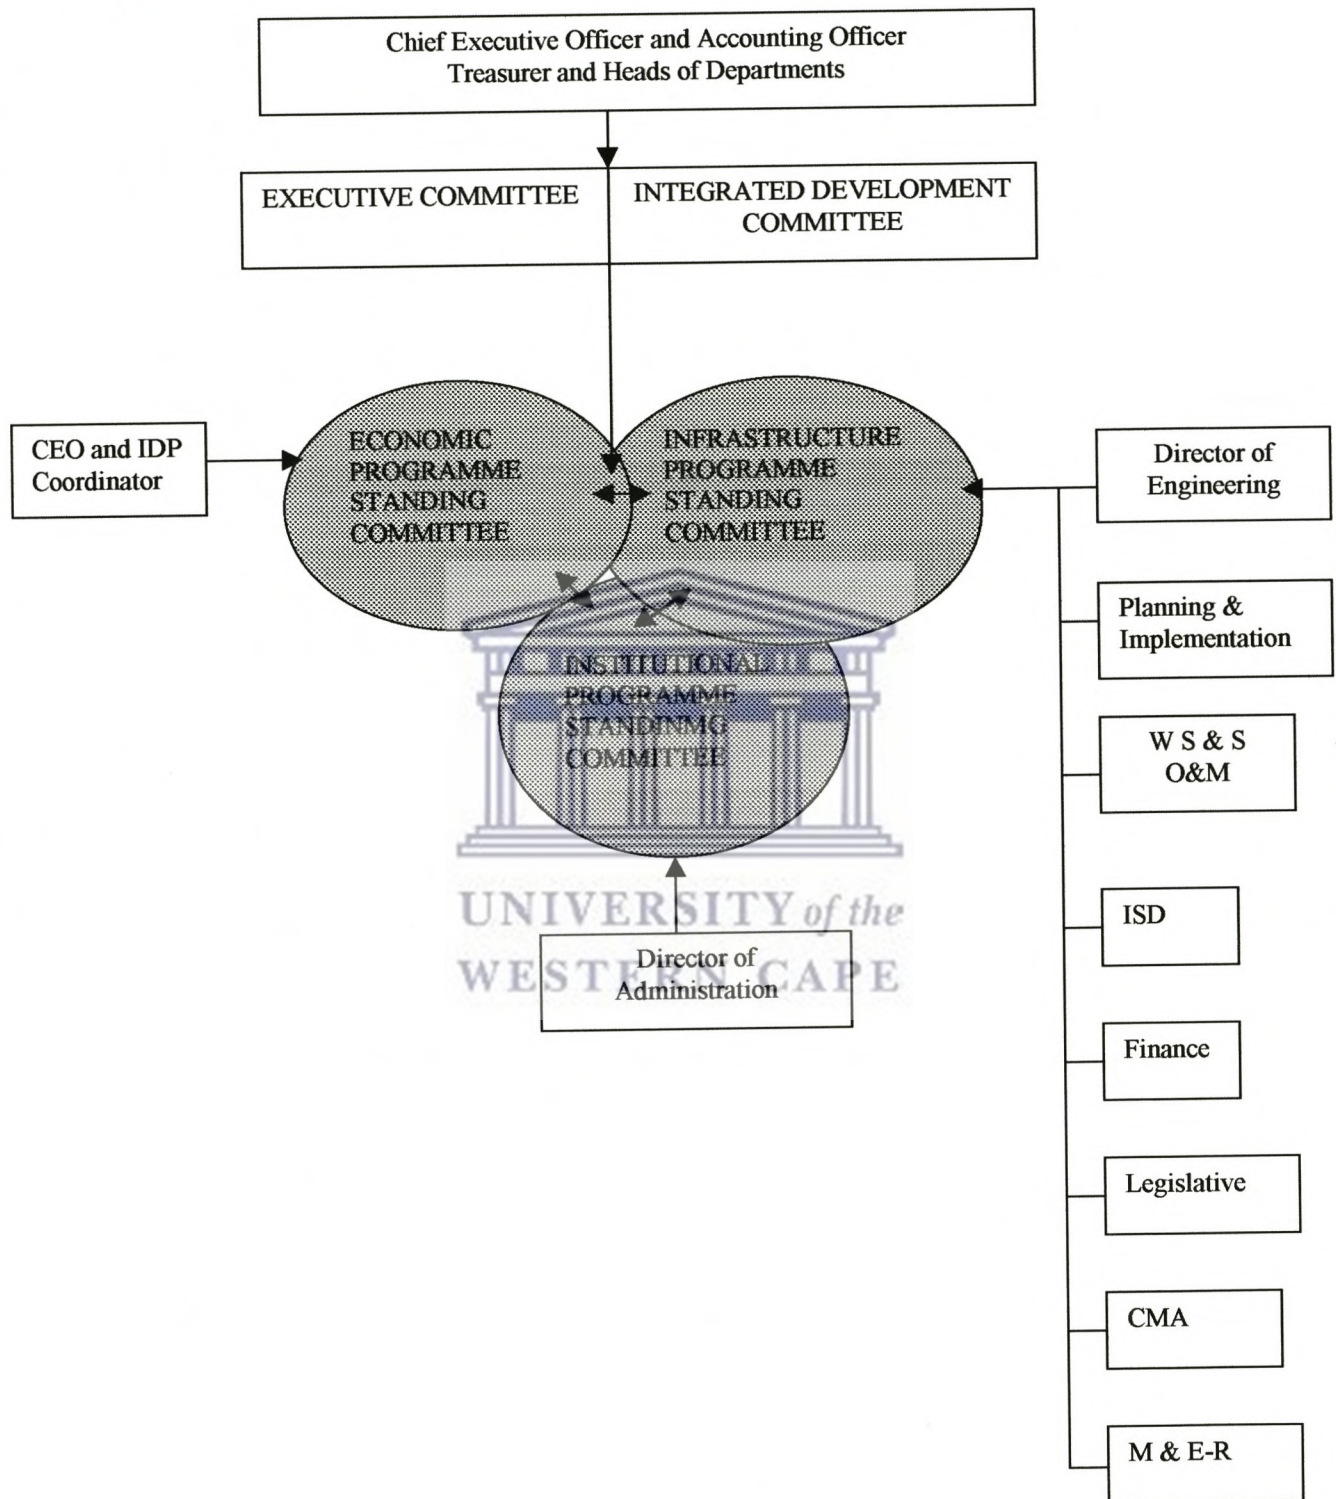 Chief Executive Officer and Accounting Officer
Treasurer and Heads of Departments
EXECUTIVE COMMITTEE
INTEGRATED DEVELOPMENT
COMMITTEE
CEO and IDP
Coordinator
ECONOMIC
PROGRAMME
STANDING
COMMITTEE
INFRASTRUCTURE
PROGRAMME
STANDING
COMMITTEE
Director of
Engineering
Planning &
Implementation
INSTITUTIONAL
PROGRAMME
STANDINMG
COMMITTEE
W S & S
O&M
UNIVERSITY of the
WESTERN CAPE
Director of
Administration
ISD
Finance
Legislative
CMA
M & E-R